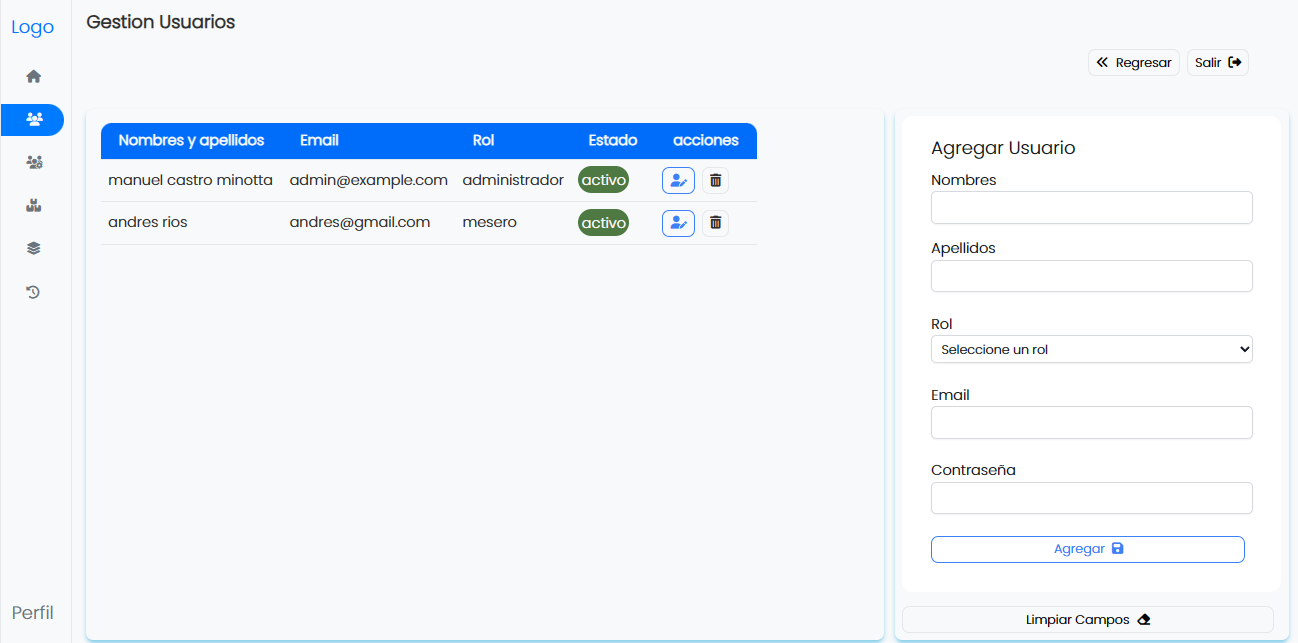 Logo
Gestion Usuarios
Regresar Salir
Nombres y apellidos Email Rol Estado acciones
manuel castro minotta admin@example.com administrador activo
andres rios andres@gmail.com mesero activo
Agregar Usuario
Nombres
Apellidos
Rol
Seleccione un rol
Email
Contraseña
Agregar
Limpiar Campos
Perfil